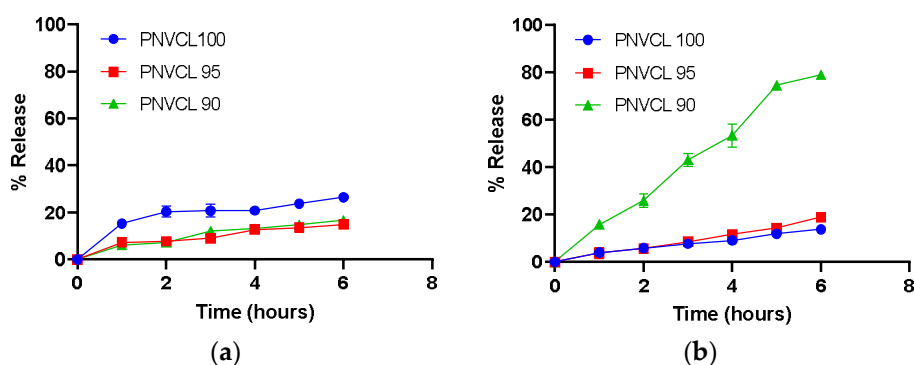 100
80
60
40
20
0
% Release
PNVCL100
PNVCL 95
PNVCL 90
0
2
4
6
8
Time (hours)
(a)
100
80
60
40
20
0
% Release
PNVCL 100
PNVCL 95
PNVCL 90
0
2
4
6
8
Time (hours)
(b)